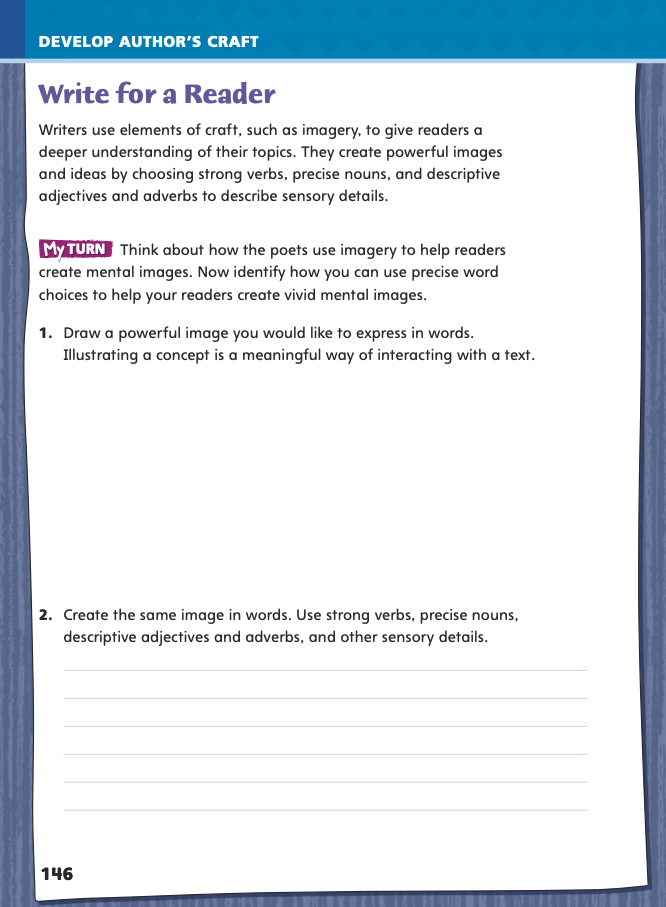 DEVELOP AUTHOR'S CRAFT
Write for a Reader
Writers use elements of craft, such as imagery, to give readers a
deeper understanding of their topics. They create powerful images
and ideas by choosing strong verbs, precise nouns, and descriptive
adjectives and adverbs to describe sensory details.
My TURN Think about how the poets use imagery to help readers
create mental images. Now identify how you can use precise word
choices to help your readers create vivid mental images.
1. Draw a powerful image you would like to express in words.
Illustrating a concept is a meaningful way of interacting with a text.
2. Create the same image in words. Use strong verbs, precise nouns,
descriptive adjectives and adverbs, and other sensory details.
146